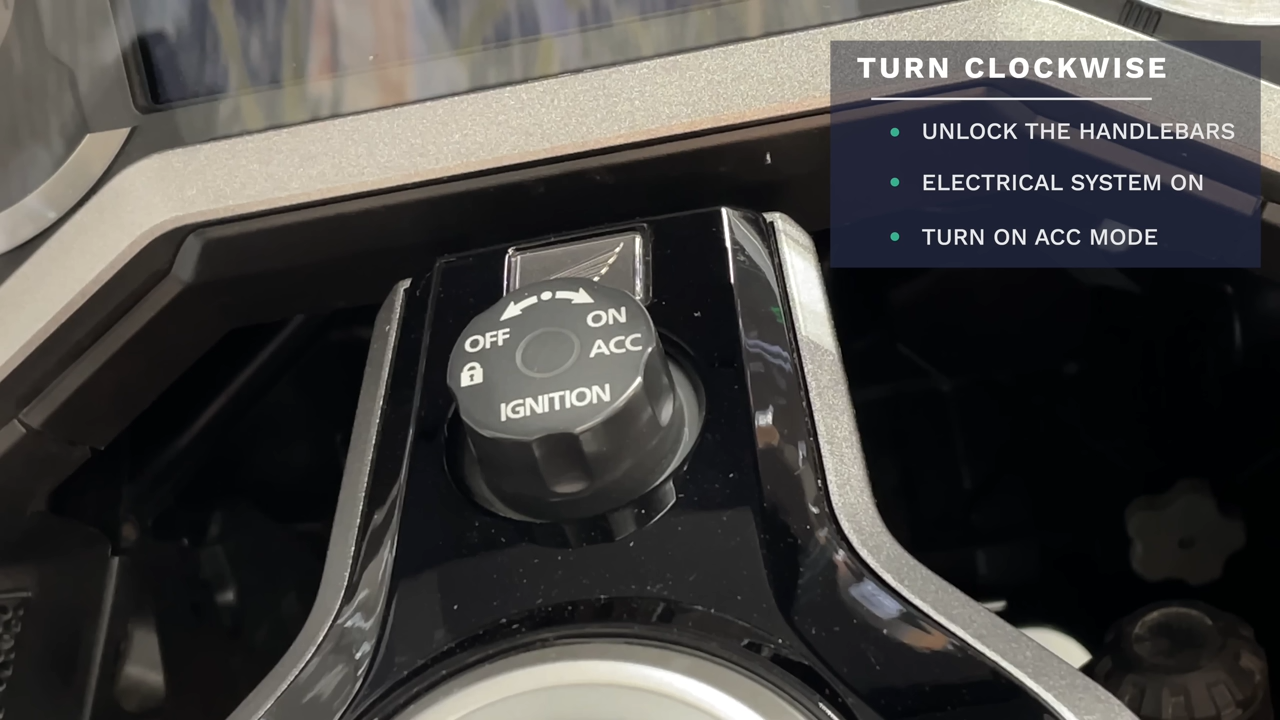 TURN CLOCKWISE
UNLOCK THE HANDLEBARS
ELECTRICAL SYSTEM ON
TURN ON ACC MODE
OFF
ON
ACC
IGNITION